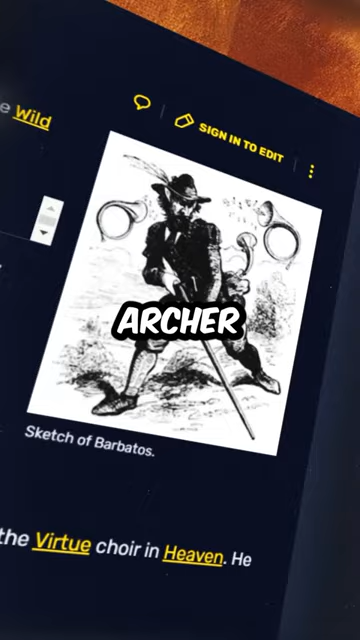 e Wild
SIGN IN TO EDIT
ARCHER
Sketch of Barbatos.
the Virtue choir in Heaven. He